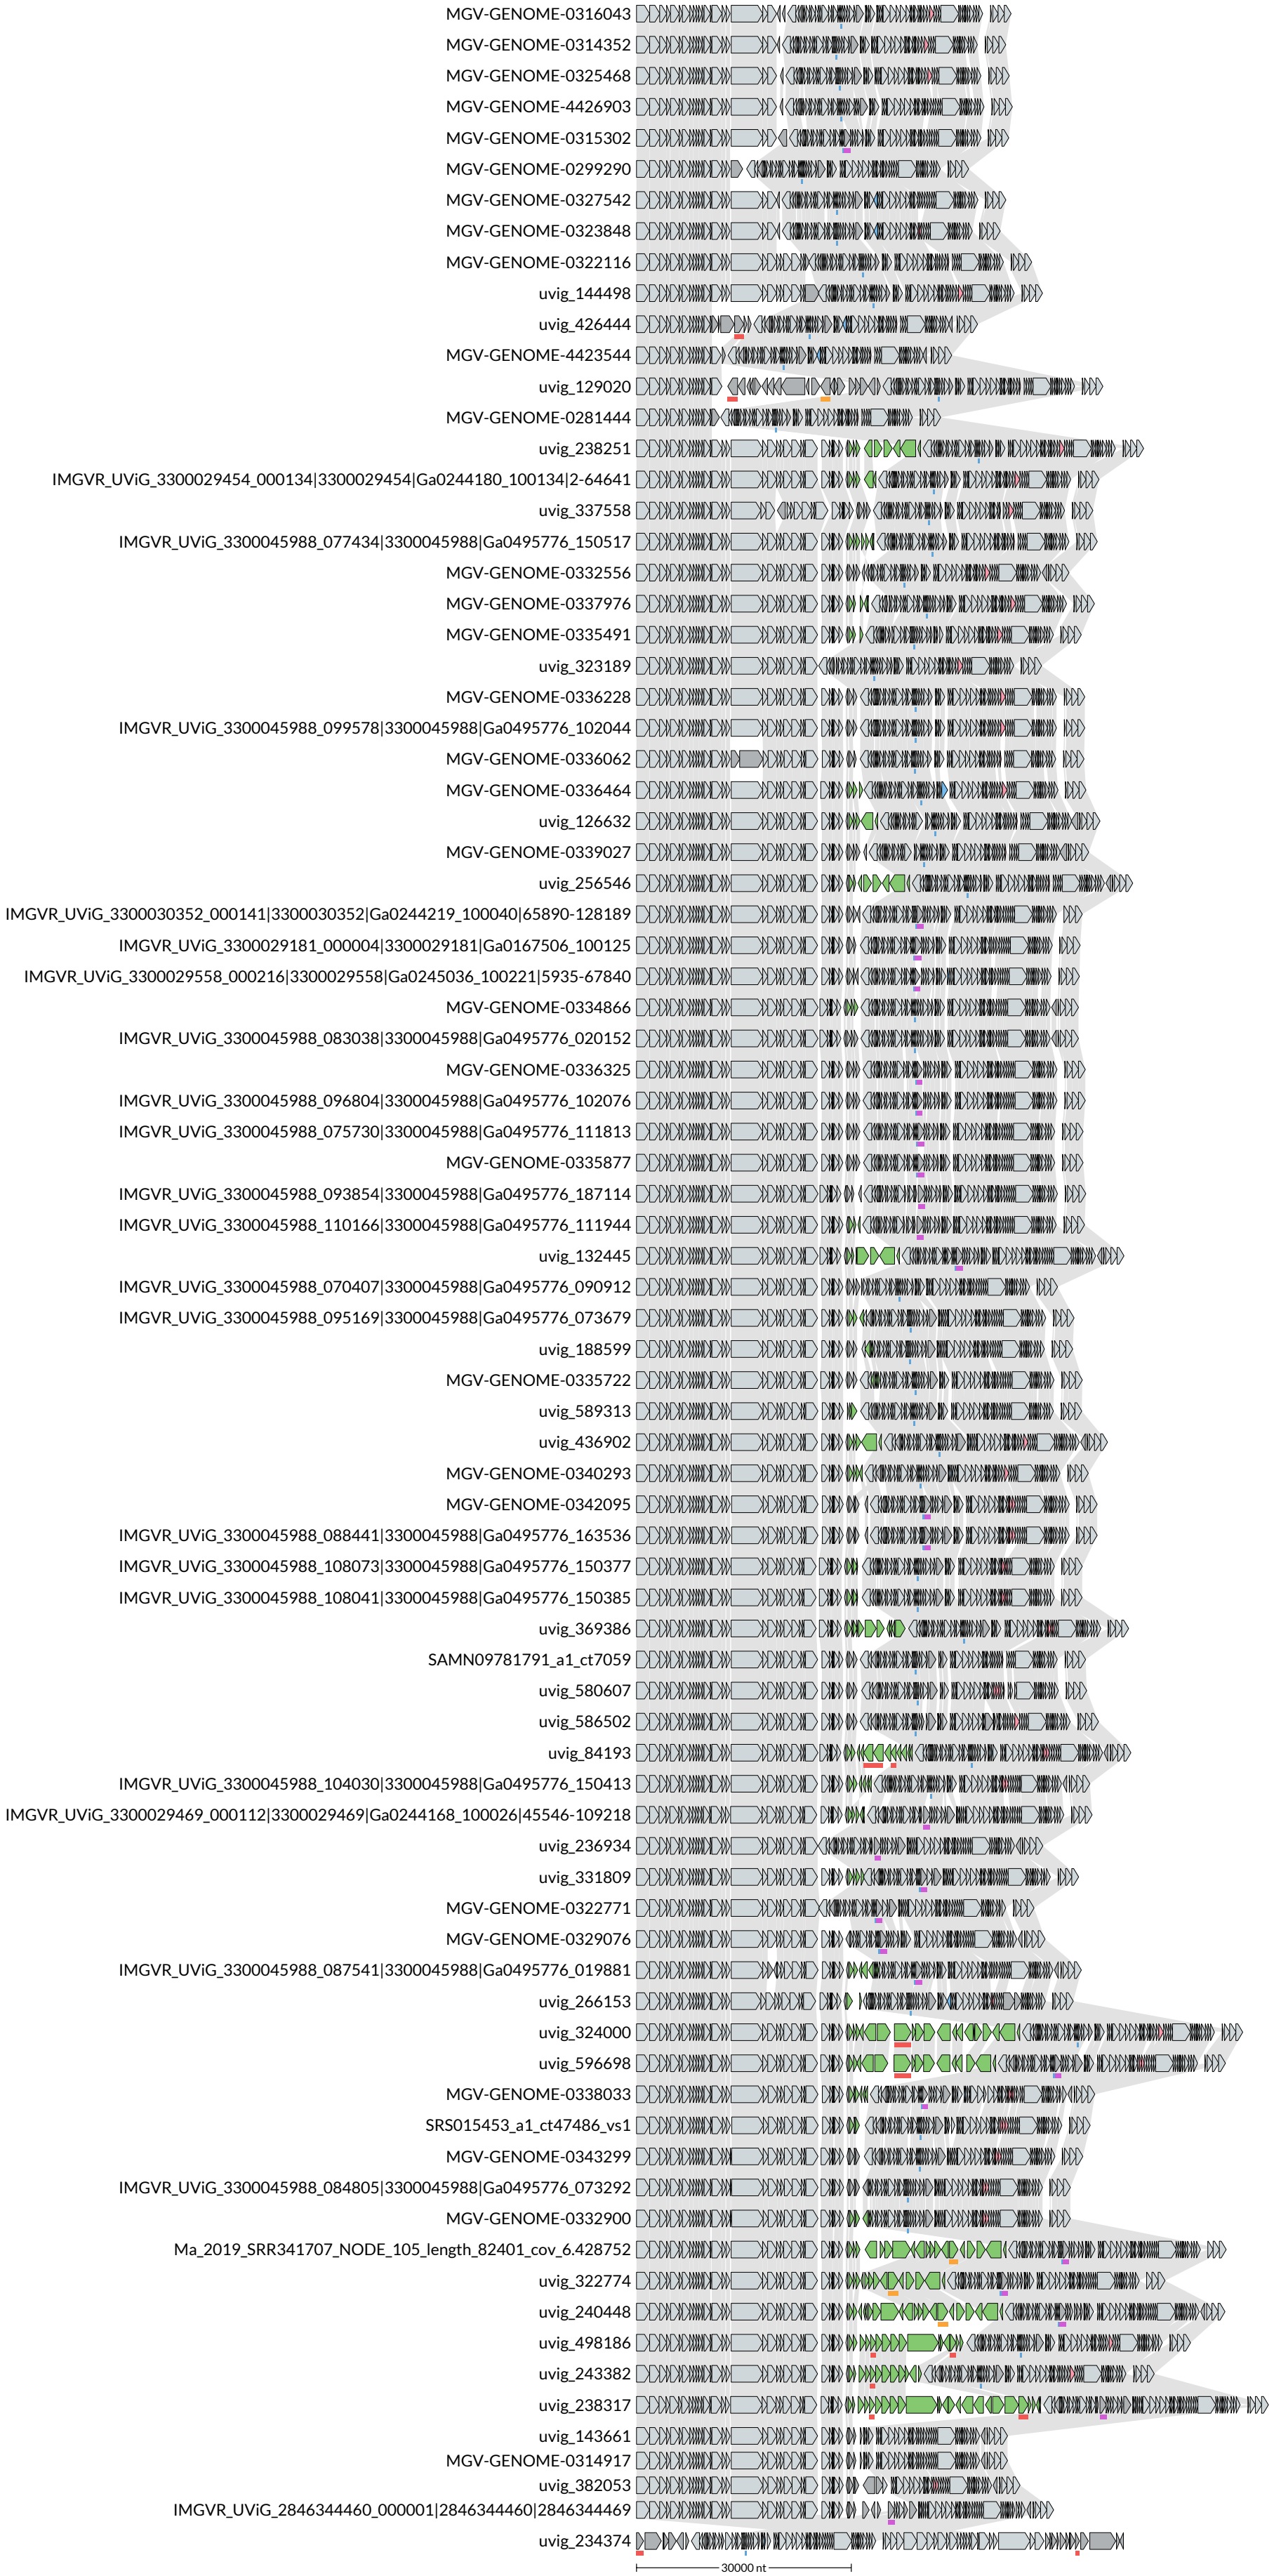 MGV-GENOME-0316043
MGV-GENOME-0314352
MGV-GENOME-0325468
MGV-GENOME-4426903
MGV-GENOME-0315302
MGV-GENOME-0299290
MGV-GENOME-0327542
MGV-GENOME-0323848
MGV-GENOME-0322116
uvig_144498
uvig_426444
MGV-GENOME-4423544
uvig_129020
MGV-GENOME-0281444
uvig_238251
IMGVR_UViG_3300029454_000134|3300029454|Ga0244180_100134|2-64641
uvig_337558
IMGVR_UViG_3300045988_077434|3300045988|Ga0495776_150517
MGV-GENOME-0332556
MGV-GENOME-0337976
MGV-GENOME-0335491
uvig_323189
MGV-GENOME-0336228
IMGVR_UViG_3300045988_099578|3300045988|Ga0495776_102044
MGV-GENOME-0336062
MGV-GENOME-0336464
uvig_126632
MGV-GENOME-0339027
uvig_256546
IMGVR_UViG_3300030352_000141|3300030352|Ga0244219_100040|65890-128189
IMGVR_UViG_3300029181_000004|3300029181|Ga0167506_100125
IMGVR_UViG_3300029558_000216|3300029558|Ga0245036_100221|5935-67840
MGV-GENOME-0334866
IMGVR_UViG_3300045988_083038|3300045988|Ga0495776_020152
MGV-GENOME-0336325
IMGVR_UViG_3300045988_096804|3300045988|Ga0495776_102076
IMGVR_UViG_3300045988_075730|3300045988|Ga0495776_111813
MGV-GENOME-0335877
IMGVR_UViG_3300045988_093854|3300045988|Ga0495776_187114
IMGVR_UViG_3300045988_110166|3300045988|Ga0495776_111944
uvig_132445
IMGVR_UViG_3300045988_070407|3300045988|Ga0495776_090912
IMGVR_UViG_3300045988_095169|3300045988|Ga0495776_073679
uvig_188599
MGV-GENOME-0335722
uvig_589313
uvig_436902
MGV-GENOME-0340293
MGV-GENOME-0342095
IMGVR_UViG_3300045988_088441|3300045988|Ga0495776_163536
IMGVR_UViG_3300045988_108073|3300045988|Ga0495776_150377
IMGVR_UViG_3300045988_108041|3300045988|Ga0495776_150385
uvig_369386
SAMN09781791_a1_ct7059
uvig_580607
uvig_586502
uvig_84193
IMGVR_UViG_3300045988_104030|3300045988|Ga0495776_150413
IMGVR_UViG_3300029469_000112|3300029469|Ga0244168_100026|45546-109218
uvig_236934
uvig_331809
MGV-GENOME-0322771
MGV-GENOME-0329076
IMGVR_UViG_3300045988_087541|3300045988|Ga0495776_019881
uvig_266153
uvig_324000
uvig_596698
MGV-GENOME-0338033
SRS015453_a1_ct47486_vs1
MGV-GENOME-0343299
IMGVR_UViG_3300045988_084805|3300045988|Ga0495776_073292
MGV-GENOME-0332900
Ma_2019_SRR341707_NODE_105_length_82401_cov_6.428752
uvig_322774
uvig_240448
uvig_498186
uvig_243382
uvig_238317
uvig_143661
MGV-GENOME-0314917
uvig_382053
IMGVR_UViG_2846344460_000001|2846344460|2846344469
uvig_234374
30000 nt